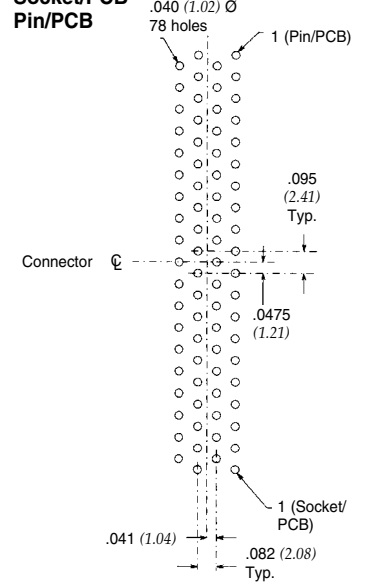 Socket/PCB
Pin/PCB
.040 (1.02) Ø
78 holes
1 (Pin/PCB)
.095
(2.41)
Typ.
Connector ℄
.0475
(1.21)
1 (Socket/
PCB)
.041 (1.04)
.082 (2.08)
Typ.